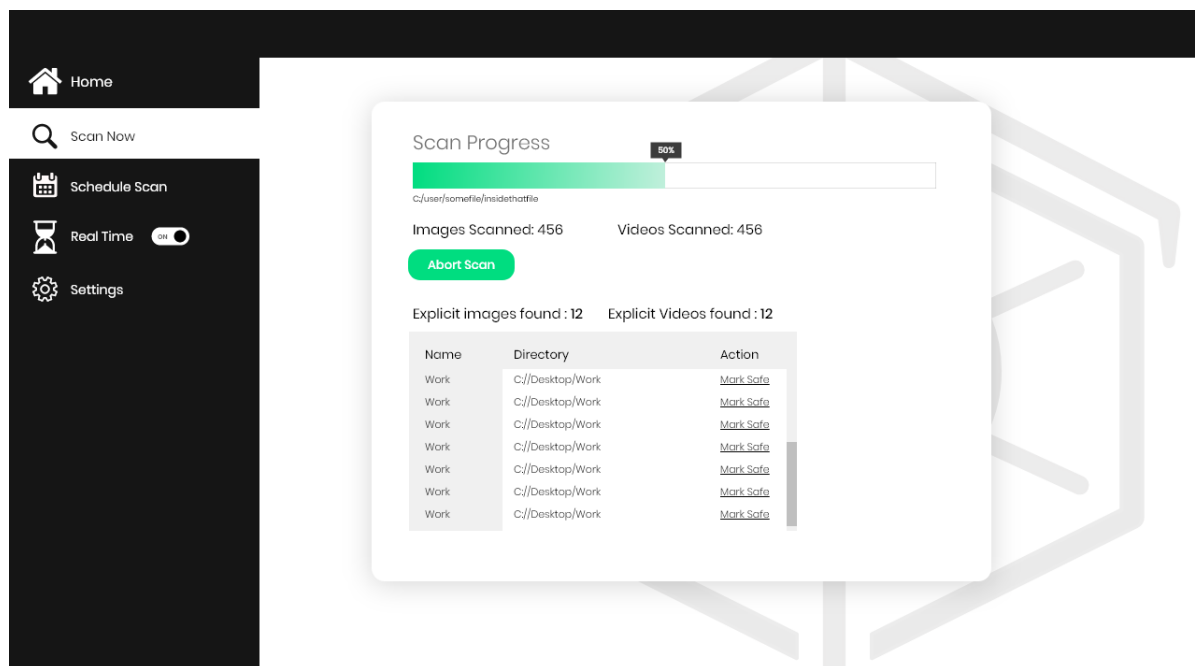 Home
Scan Now
Schedule Scan
Real Time ON
Settings
Scan Progress
50%
C:/user/somefile/insidethatfile
Images Scanned: 456 Videos Scanned: 456
Abort Scan
Explicit images found : 12 Explicit Videos found : 12
Name Directory Action
Work C://Desktop/Work Mark Safe
Work C://Desktop/Work Mark Safe
Work C://Desktop/Work Mark Safe
Work C://Desktop/Work Mark Safe
Work C://Desktop/Work Mark Safe
Work C://Desktop/Work Mark Safe
Work C://Desktop/Work Mark Safe